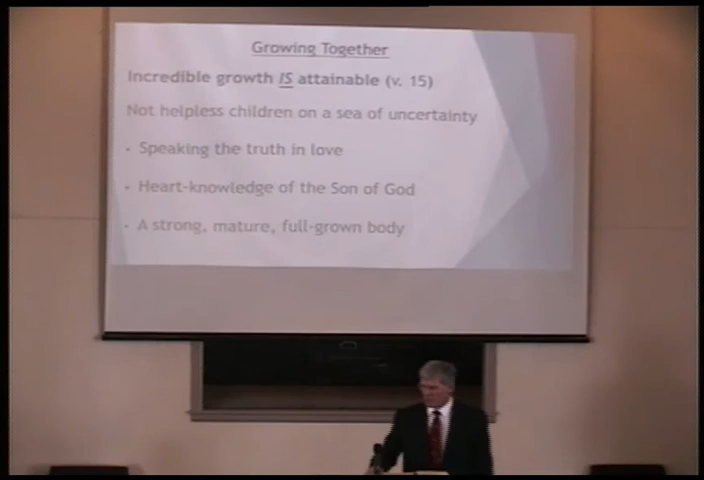 Growing Together
Incredible growth IS attainable (v. 15)
Not helpless children on a sea of uncertainty
• Speaking the truth in love
• Heart-knowledge of the Son of God
• A strong, mature, full-grown body